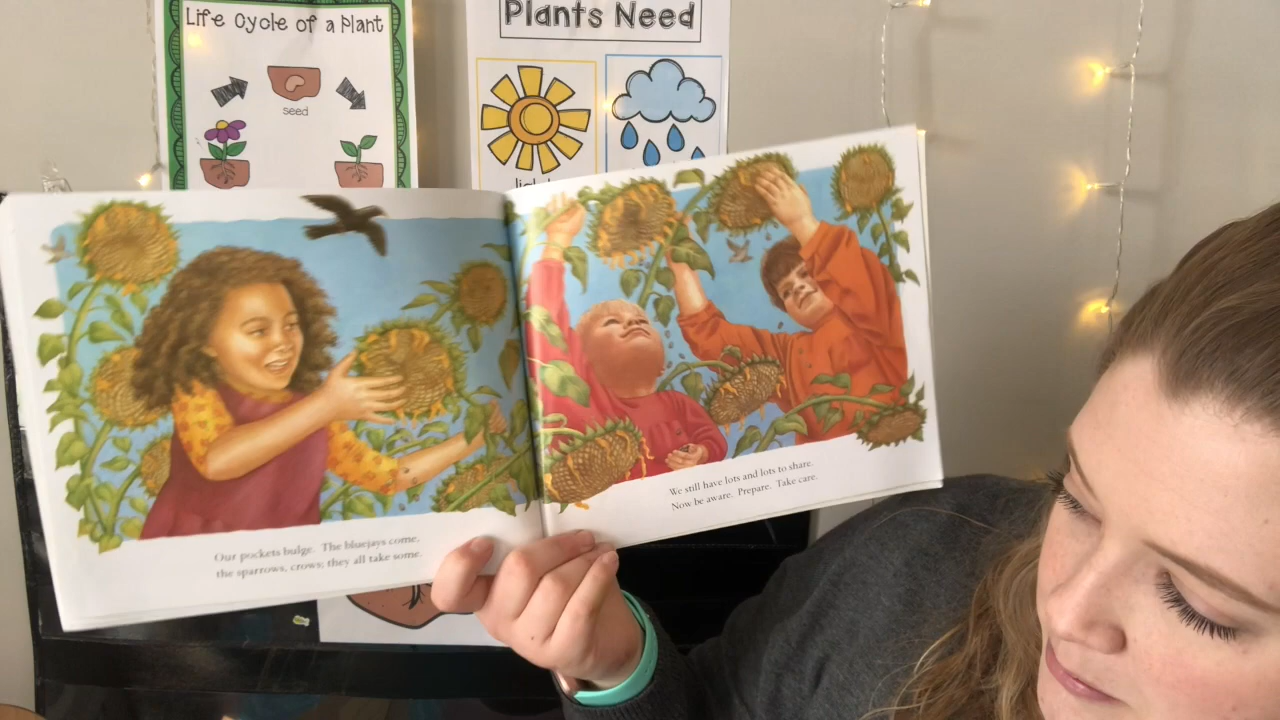 Life Cycle of a Plant
seed
Plants Need
Our pockets bulge. The bluejays come,
the sparrows, crows; they all take some.
We still have lots and lots to share.
Now be aware. Prepare. Take care.